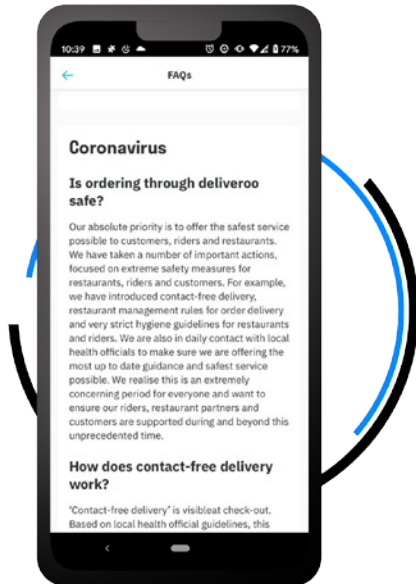 10:39 77%
FAQs
Coronavirus
Is ordering through deliveroo
safe?
Our absolute priority is to offer the safest service
possible to customers, riders and restaurants.
We have taken a number of important actions,
focused on extreme safety measures for
restaurants, riders and customers. For example,
we have introduced contact-free delivery,
restaurant management rules for order delivery
and very strict hygiene guidelines for restaurants
and riders. We are also in daily contact with local
health officials to make sure we are offering the
most up to date guidance and safest service
possible. We realise this is an extremely
concerning period for everyone and want to
ensure our riders, restaurant partners and
customers are supported during and beyond this
unprecedented time.
How does contact-free delivery
work?
"Contact-free delivery" is visibleat check-out.
Based on local health official guidelines, this